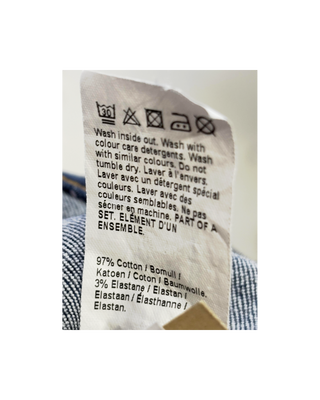 30
Wash inside out. Wash with
colour care detergents. Wash
with similar colours. Do not
tumble dry. Laver à l'envers.
Laver avec un détergent spécial
couleurs. Laver avec des
couleurs semblables. Ne pas
sécher en machine. PART OF A
SET. ELÉMENT D'UN
ENSEMBLE.
97% Cotton / Bomull /
Katoen / Coton / Baumwolle.
3% Elastane / Elastan /
Elastaan / Élasthanne /
Elastan.